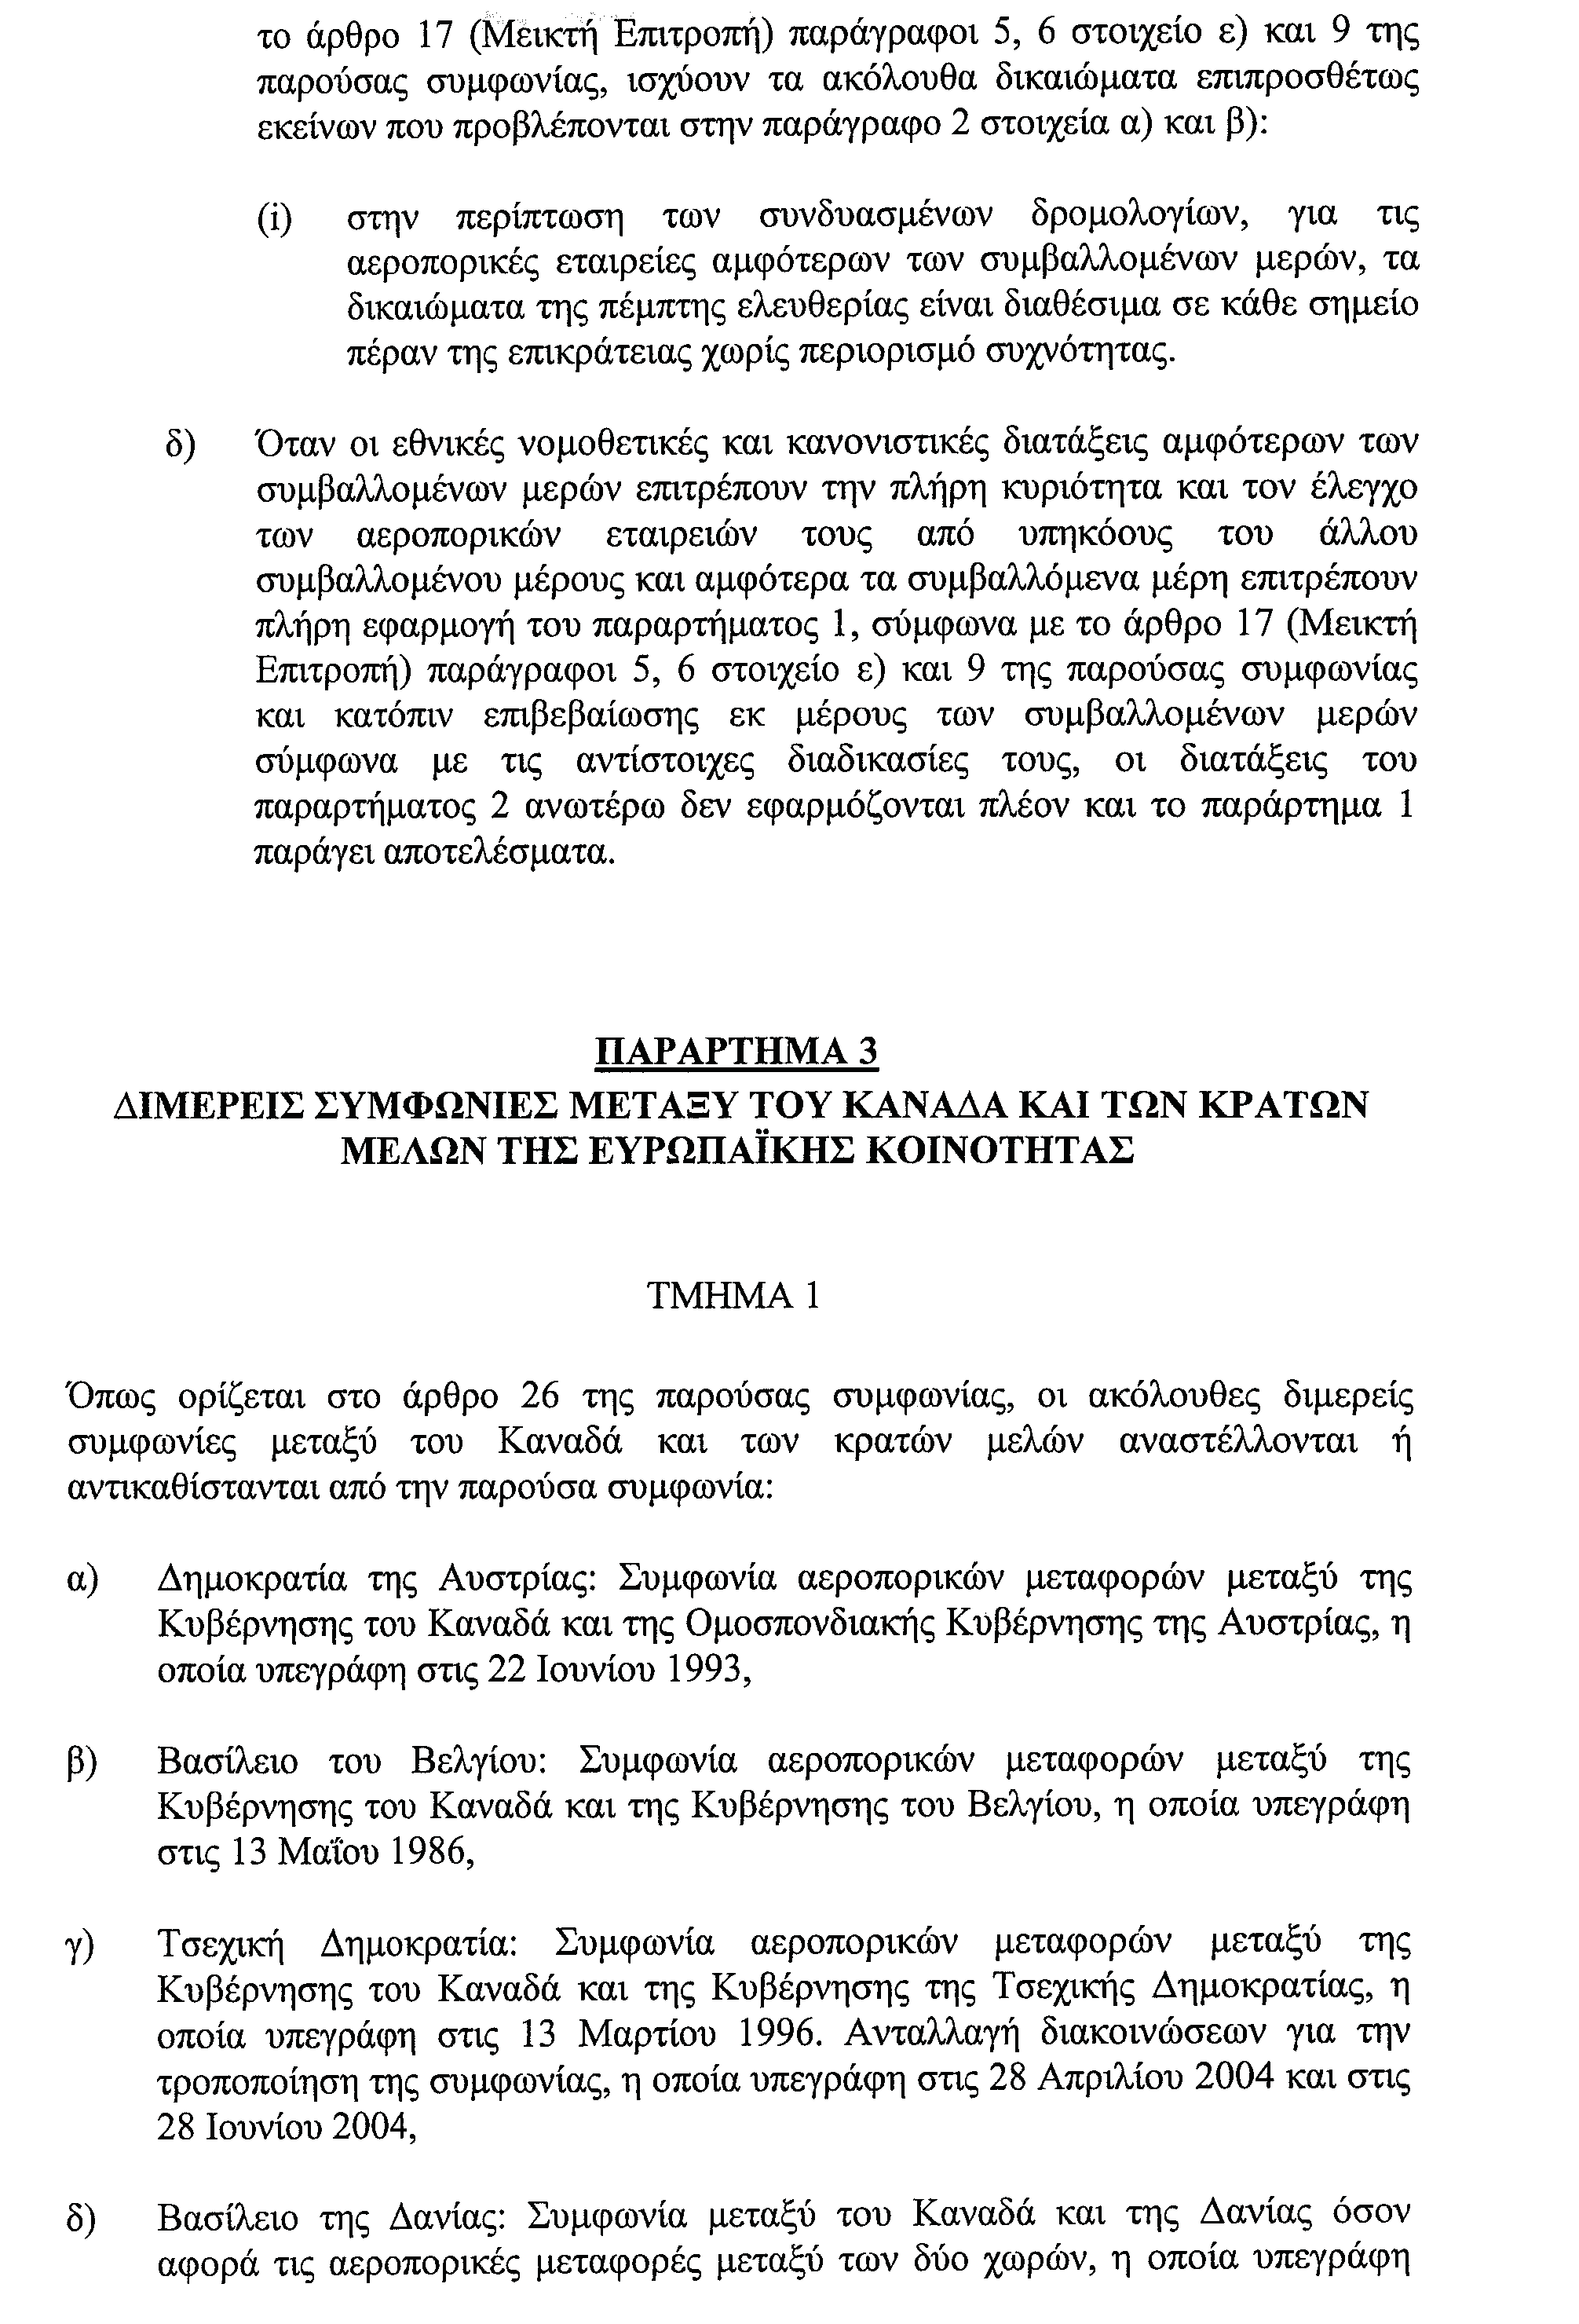 το άρθρο 17 (Μεικτή Επιτροπή) παράγραφοι 5, 6 στοιχείο ε) και 9 της
παρούσας συμφωνίας, ισχύουν τα ακόλουθα δικαιώματα επιπροσθέτως
εκείνων που προβλέπονται στην παράγραφο 2 στοιχεία α) και β):
(i) στην περίπτωση των συνδυασμένων δρομολογίων, για τις
αεροπορικές εταιρείες αμφότερων των συμβαλλομένων μερών, τα
δικαιώματα της πέμπτης ελευθερίας είναι διαθέσιμα σε κάθε σημείο
πέραν της επικράτειας χωρίς περιορισμό συχνότητας.
δ) Όταν οι εθνικές νομοθετικές και κανονιστικές διατάξεις αμφότερων των
συμβαλλομένων μερών επιτρέπουν την πλήρη κυριότητα και τον έλεγχο
των αεροπορικών εταιρειών τους από υπηκόους του άλλου
συμβαλλομένου μέρους και αμφότερα τα συμβαλλόμενα μέρη επιτρέπουν
πλήρη εφαρμογή του παραρτήματος 1, σύμφωνα με το άρθρο 17 (Μεικτή
Επιτροπή) παράγραφοι 5, 6 στοιχείο ε) και 9 της παρούσας συμφωνίας
και κατόπιν επιβεβαίωσης εκ μέρους των συμβαλλομένων μερών
σύμφωνα με τις αντίστοιχες διαδικασίες τους, οι διατάξεις του
παραρτήματος 2 ανωτέρω δεν εφαρμόζονται πλέον και το παράρτημα 1
παράγει αποτελέσματα.
ΠΑΡΑΡΤΗΜΑ 3
ΔΙΜΕΡΕΙΣ ΣΥΜΦΩΝΙΕΣ ΜΕΤΑΞΥ ΤΟΥ ΚΑΝΑΔΑ ΚΑΙ ΤΩΝ ΚΡΑΤΩΝ
ΜΕΛΩΝ ΤΗΣ ΕΥΡΩΠΑΪΚΗΣ ΚΟΙΝΟΤΗΤΑΣ
ΤΜΗΜΑ 1
Όπως ορίζεται στο άρθρο 26 της παρούσας συμφωνίας, οι ακόλουθες διμερείς
συμφωνίες μεταξύ του Καναδά και των κρατών μελών αναστέλλονται ή
αντικαθίστανται από την παρούσα συμφωνία:
α) Δημοκρατία της Αυστρίας: Συμφωνία αεροπορικών μεταφορών μεταξύ της
Κυβέρνησης του Καναδά και της Ομοσπονδιακής Κυβέρνησης της Αυστρίας, η
οποία υπεγράφη στις 22 Ιουνίου 1993,
β) Βασίλειο του Βελγίου: Συμφωνία αεροπορικών μεταφορών μεταξύ της
Κυβέρνησης του Καναδά και της Κυβέρνησης του Βελγίου, η οποία υπεγράφη
στις 13 Μαΐου 1986,
γ) Τσεχική Δημοκρατία: Συμφωνία αεροπορικών μεταφορών μεταξύ της
Κυβέρνησης του Καναδά και της Κυβέρνησης της Τσεχικής Δημοκρατίας, η
οποία υπεγράφη στις 13 Μαρτίου 1996. Ανταλλαγή διακοινώσεων για την
τροποποίηση της συμφωνίας, η οποία υπεγράφη στις 28 Απριλίου 2004 και στις
28 Ιουνίου 2004,
δ) Βασίλειο της Δανίας: Συμφωνία μεταξύ του Καναδά και της Δανίας όσον
αφορά τις αεροπορικές μεταφορές μεταξύ των δύο χωρών, η οποία υπεγράφη